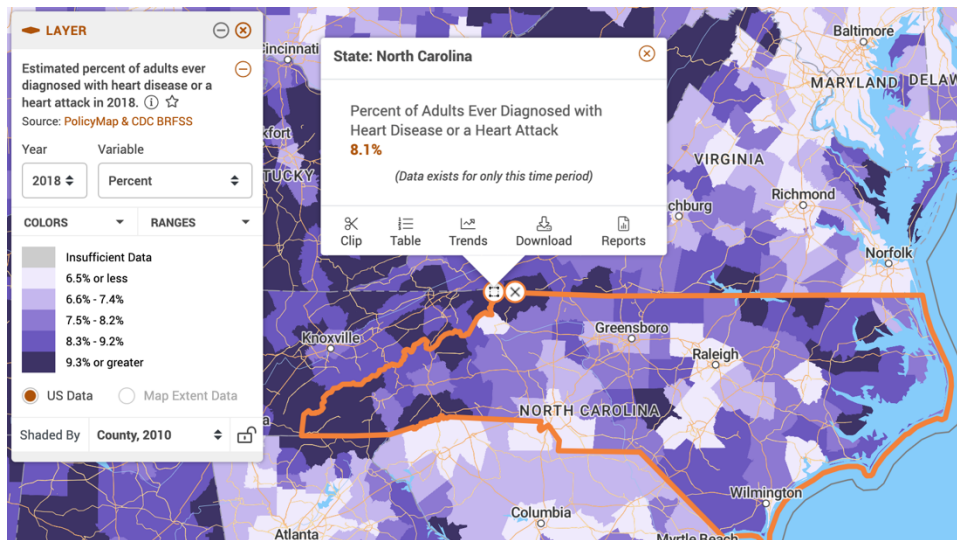 LAYER
Estimated percent of adults ever
diagnosed with heart disease or a
heart attack in 2018.
Source: PolicyMap & CDC BRFSS
Year
Variable
2018
Percent
COLORS
RANGES
Insufficient Data
6.5% or less
6.6% - 7.4%
7.5% - 8.2%
8.3% - 9.2%
9.3% or greater
US Data
Map Extent Data
Shaded By
County, 2010
State: North Carolina
Percent of Adults Ever Diagnosed with
Heart Disease or a Heart Attack
8.1%
(Data exists for only this time period)
Clip
Table
Trends
Download
Reports
Cincinnati
Baltimore
MARYLAND
DELAW
kfort
TUCKY
VIRGINIA
chburg
Richmond
Norfolk
Knoxville
Greensboro
Raleigh
NORTH CAROLINA
Wilmington
Columbia
Atlanta
Myrtle Beach